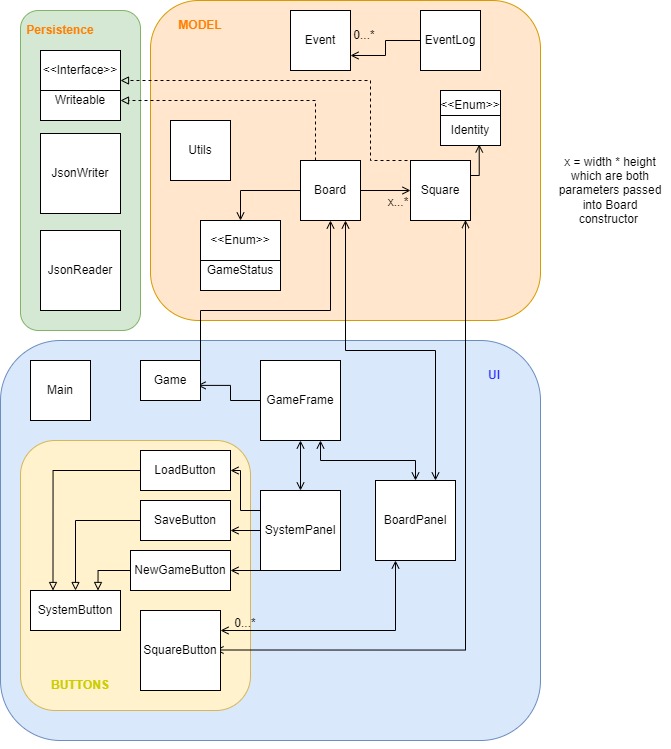 Persistence
MODEL
<<Interface>>
Writeable
JsonWriter
JsonReader
Event
0...*
EventLog
<<Enum>>
Identity
Utils
Board
x...*
Square
<<Enum>>
GameStatus
x = width * height
which are both
parameters passed
into Board
constructor
UI
Main
Game
GameFrame
LoadButton
SaveButton
SystemPanel
BoardPanel
NewGameButton
SystemButton
0...*
SquareButton
BUTTONS